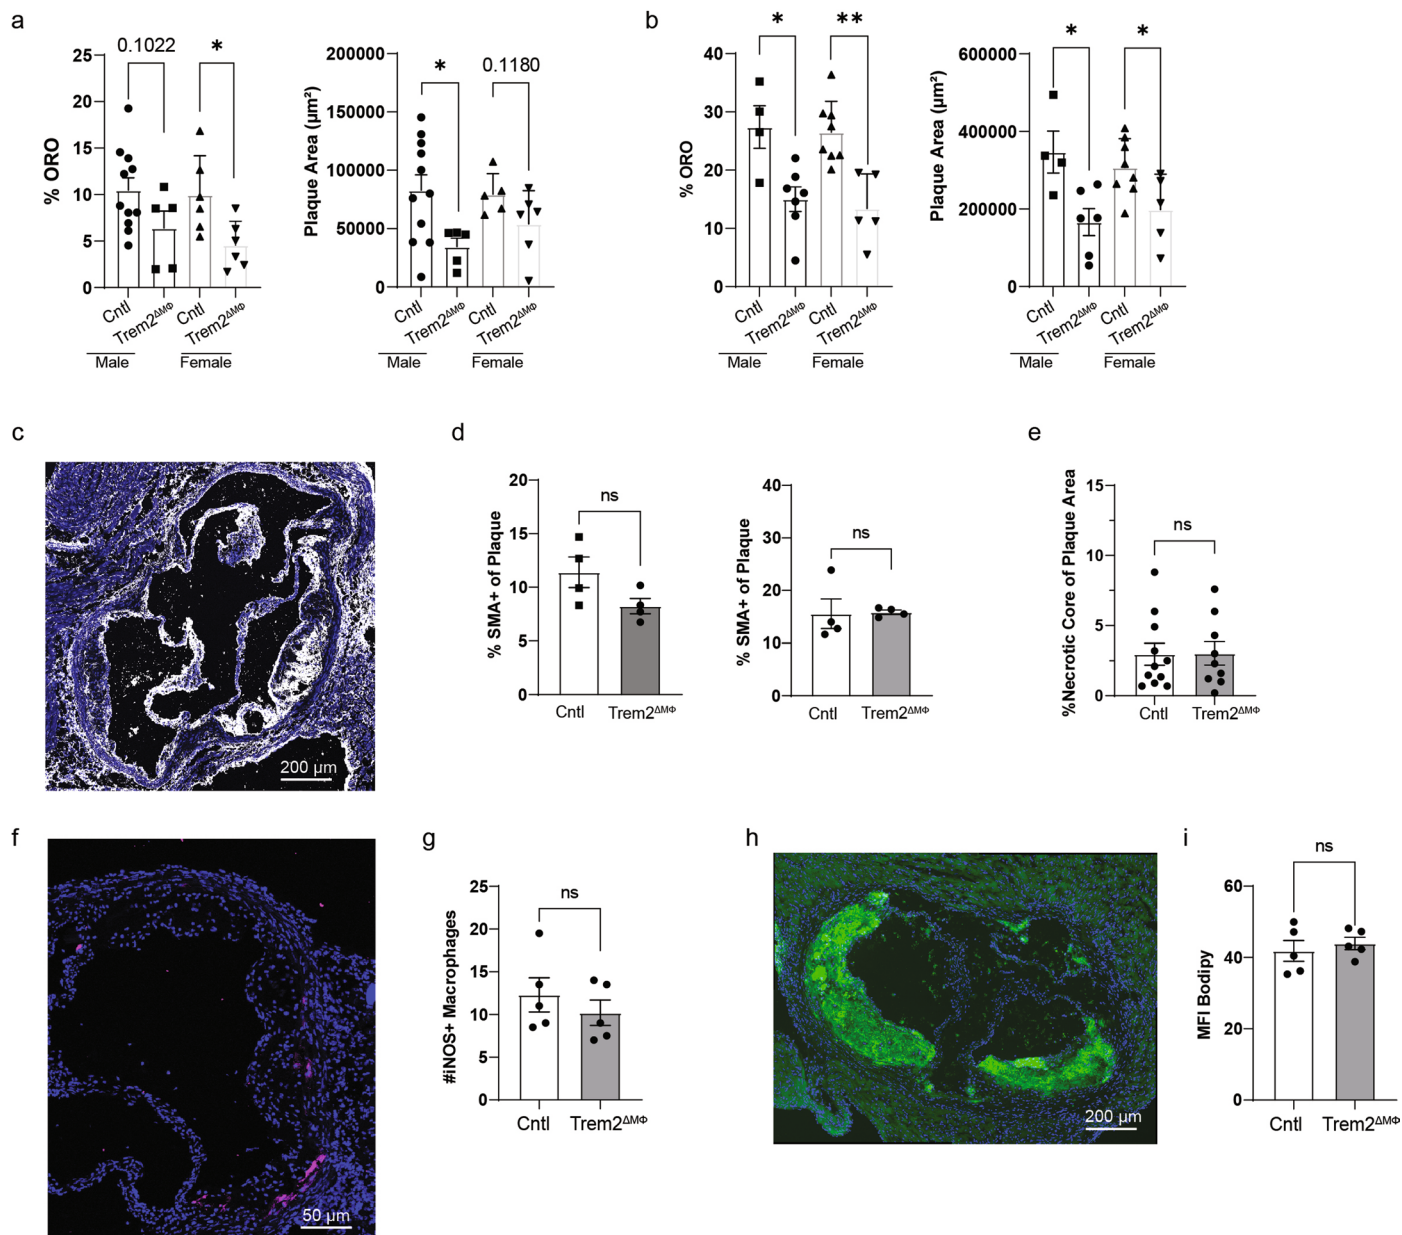 a
0.1022
*
% ORO
25
20
15
10
5
0
Cntl
Trem2ΔMΦ
Cntl
Trem2ΔMΦ
Male
Female
*
0.1180
Plaque Area (µm²)
200000
150000
100000
50000
0
Cntl
Trem2ΔMΦ
Cntl
Trem2ΔMΦ
Male
Female
b
*
**
% ORO
40
30
20
10
0
Cntl
Trem2ΔMΦ
Cntl
Trem2ΔMΦ
Male
Female
*
*
Plaque Area (µm²)
600000
400000
200000
0
Cntl
Trem2ΔMΦ
Cntl
Trem2ΔMΦ
Male
Female
c
200 µm
d
ns
% SMA+ of Plaque
20
15
10
5
0
Cntl
Trem2ΔMΦ
ns
% SMA+ of Plaque
40
30
20
10
0
Cntl
Trem2ΔMΦ
e
ns
%Necrotic Core of Plaque Area
15
10
5
0
Cntl
Trem2ΔMΦ
f
50 µm
g
ns
#iNOS+ Macrophages
25
20
15
10
5
0
Cntl
Trem2ΔMΦ
h
200 µm
i
ns
MFI Bodipy
60
40
20
0
Cntl
Trem2ΔMΦ